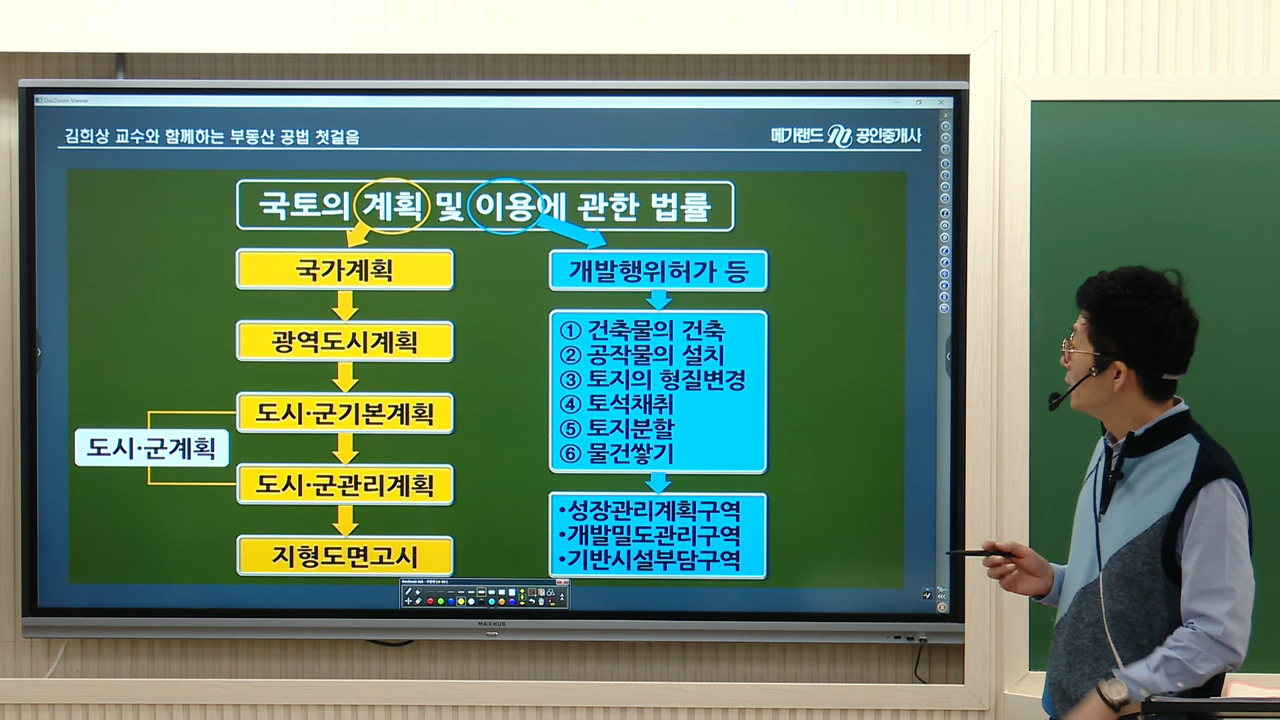 DocZoom Viewer
김희상 교수와 함께하는 부동산 공법 첫걸음
메가랜드 공인중개사
국토의 계획 및 이용에 관한 법률
국가계획
광역도시계획
도시·군기본계획
도시·군계획
도시·군관리계획
지형도면고시
개발행위허가 등
① 건축물의 건축
② 공작물의 설치
③ 토지의 형질변경
④ 토석채취
⑤ 토지분할
⑥ 물건쌓기
·성장관리계획구역
·개발밀도관리구역
·기반시설부담구역
MAXHUB